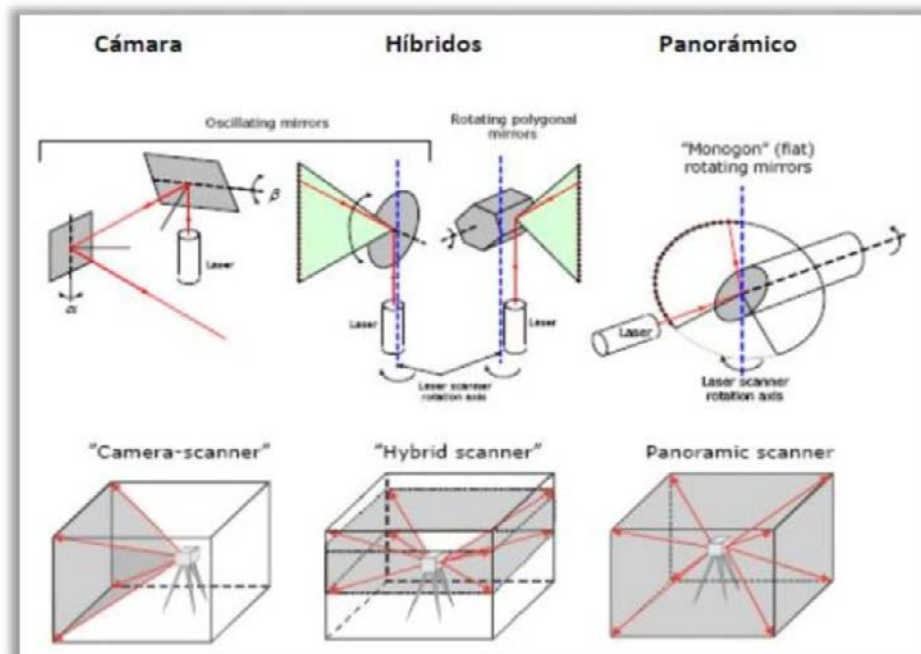 Cámara
Híbridos
Panorámico
Oscillating mirrors
Rotating polygonal
mirrors
"Monogon" (flat)
rotating mirrors
β
α
Laser
Laser
Laser
Laser
Laser scanner
rotation axis
Laser scanner
rotation axis
"Camera-scanner"
"Hybrid scanner"
Panoramic scanner